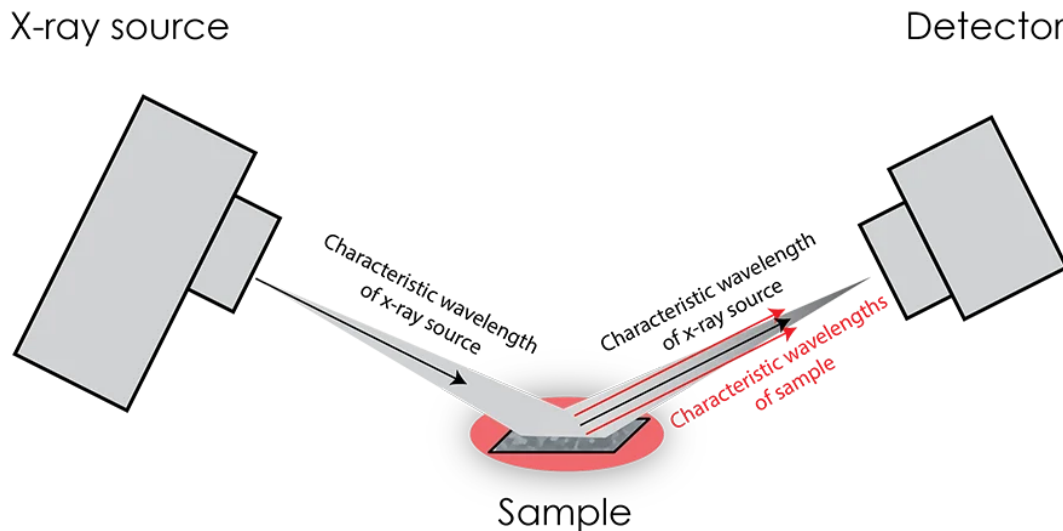 X-ray source
Detector
Characteristic wavelength
of x-ray source
Characteristic wavelength
of x-ray source
Characteristic wavelengths
of sample
Sample